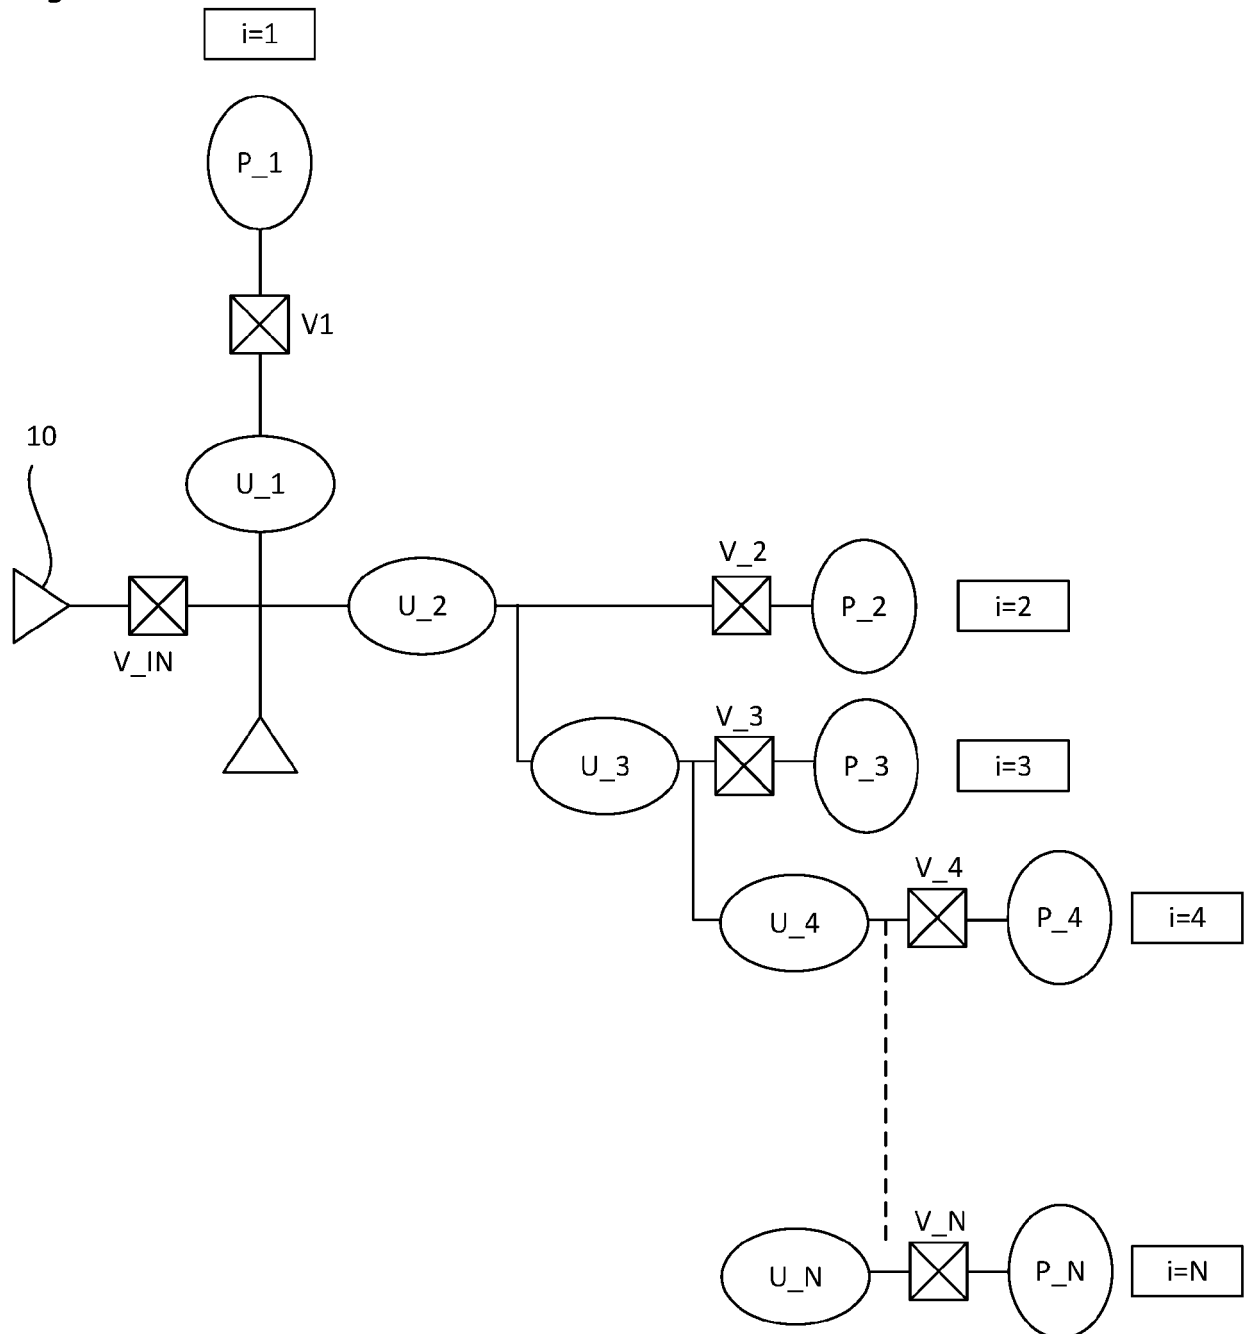 i=1
P_1
V1
10
U_1
V_2
U_2
P_2
i=2
V_IN
V_3
U_3
P_3
i=3
V_4
U_4
P_4
i=4
V_N
U_N
P_N
i=N